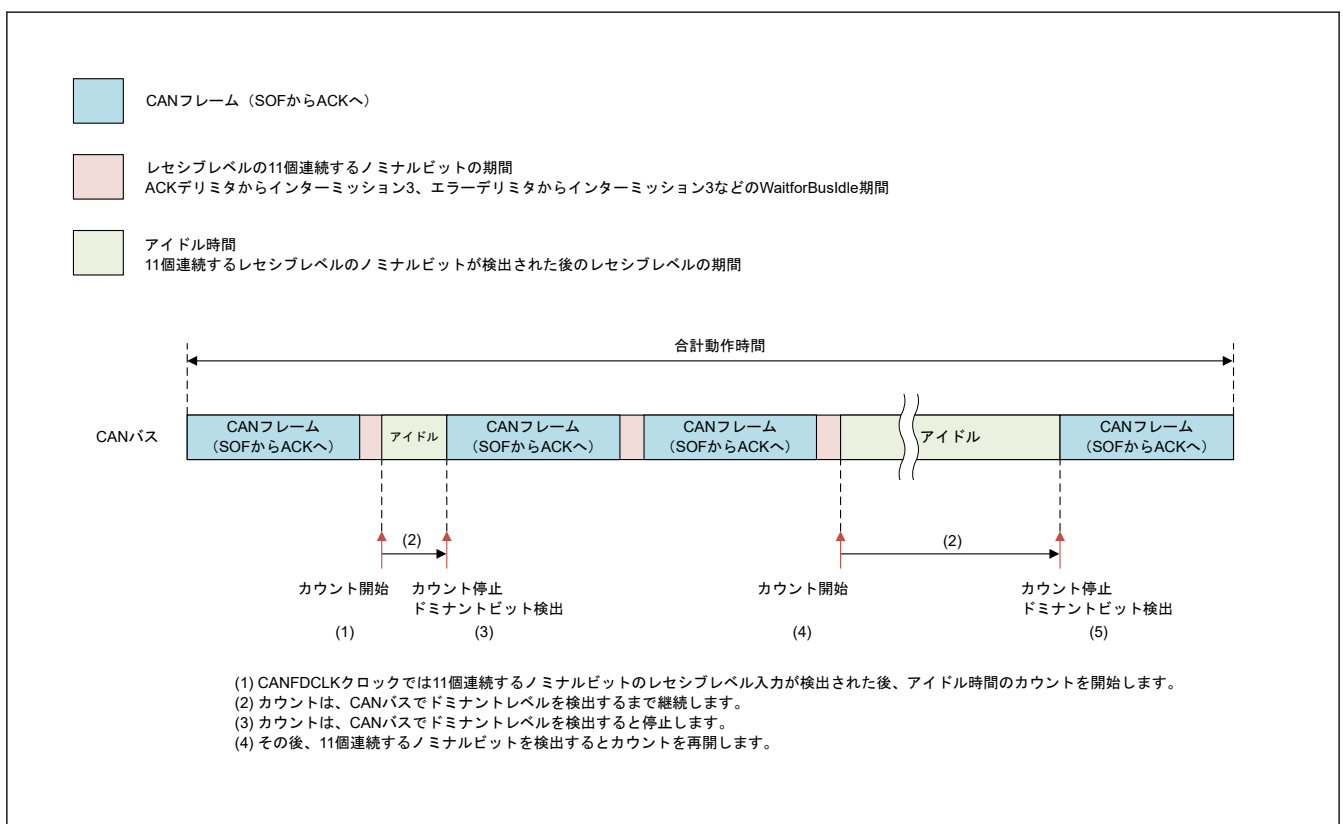 CANフレーム（SOFからACKへ）
レセシブレベルの11個連続するノミナルビットの期間
ACKデリミタからインターミッション3、エラーデリミタからインターミッション3などのWaitforBusIdle期間
アイドル時間
11個連続するレセシブレベルのノミナルビットが検出された後のレセシブレベルの期間
合計動作時間
CANバス
CANフレーム
（SOFからACKへ）
アイドル
CANフレーム
（SOFからACKへ）
CANフレーム
（SOFからACKへ）
アイドル
CANフレーム
（SOFからACKへ）
(2)
(2)
カウント開始
カウント停止
ドミナントビット検出
カウント開始
カウント停止
ドミナントビット検出
(1)
(3)
(4)
(5)
(1) CANFDCLKクロックでは11個連続するノミナルビットのレセシブレベル入力が検出された後、アイドル時間のカウントを開始します。
(2) カウントは、CANバスでドミナントレベルを検出するまで継続します。
(3) カウントは、CANバスでドミナントレベルを検出すると停止します。
(4) その後、11個連続するノミナルビットを検出するとカウントを再開します。